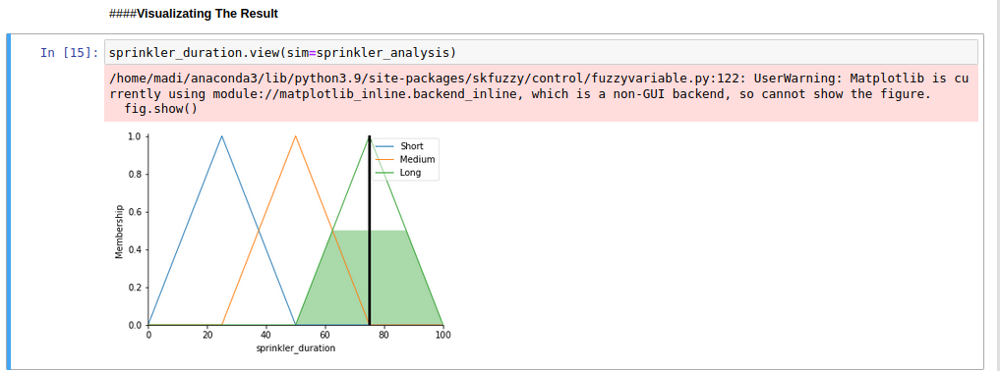 ####Visualizating The Result
In [15]: sprinkler_duration.view(sim=sprinkler_analysis)
/home/madi/anaconda3/lib/python3.9/site-packages/skfuzzy/control/fuzzyvariable.py:122: UserWarning: Matplotlib is cu
rrently using module://matplotlib_inline.backend_inline, which is a non-GUI backend, so cannot show the figure.
fig.show()
1.0
0.8
0.6
0.4
0.2
0.0
Membership
Short
Medium
Long
0 20 40 60 80 100
sprinkler_duration